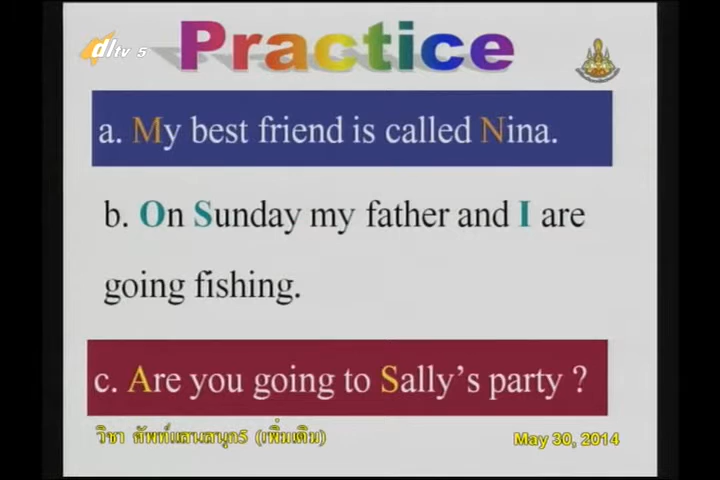 dltv 5
Practice
a. My best friend is called Nina.
b. On Sunday my father and I are
going fishing.
c. Are you going to Sally's party ?
วิชา ศัพท์แสนสนุก5 (เพิ่มเติม)
May 30, 2014